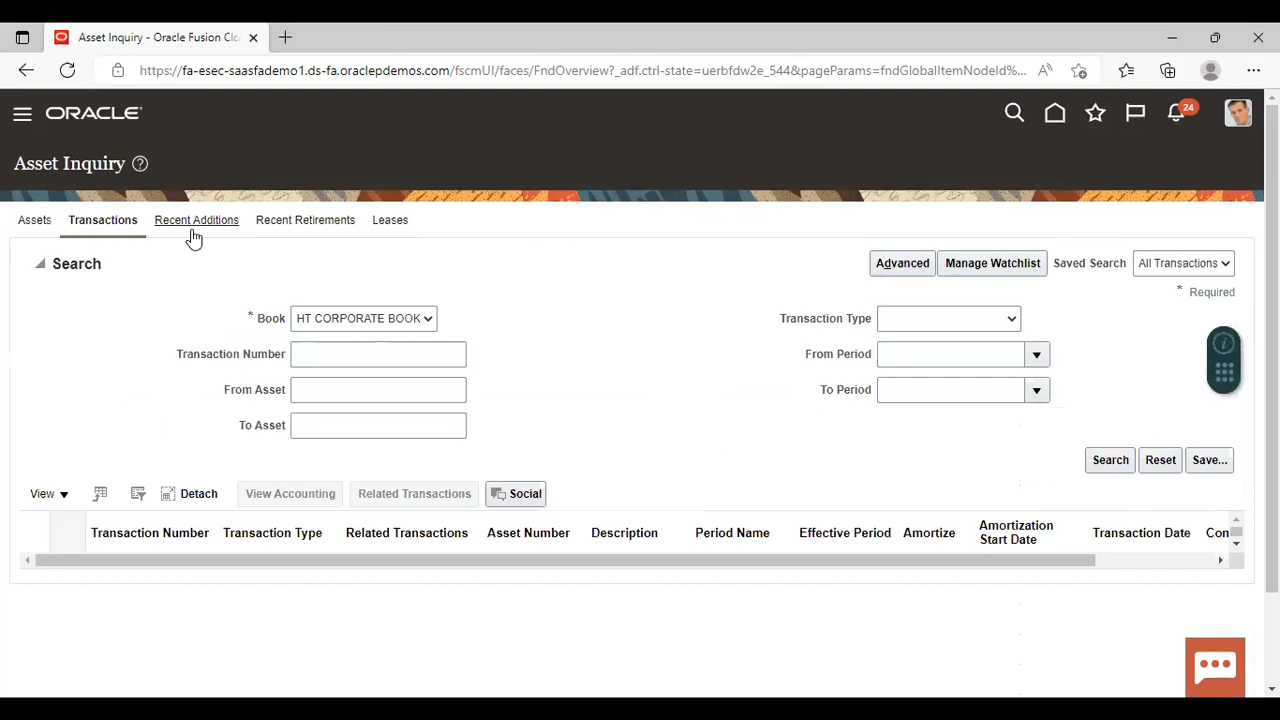 Asset Inquiry - Oracle Fusion Clo
https://fa-esec-saasfademo1.ds-fa.oraclepdemos.com/fscmUI/faces/FndOverview?_adf.ctrl-state=uerbfdw2e_544&pageParams=fndGlobalItemNodeId%...
ORACLE
24
Asset Inquiry
Assets Transactions Recent Additions Recent Retirements Leases
Search Advanced Manage Watchlist Saved Search All Transactions
* Required
* Book HT CORPORATE BOOK Transaction Type
Transaction Number From Period
From Asset To Period
To Asset
Search Reset Save...
View Detach View Accounting Related Transactions Social
Transaction Number Transaction Type Related Transactions Asset Number Description Period Name Effective Period Amortize Amortization Start Date Transaction Date Con